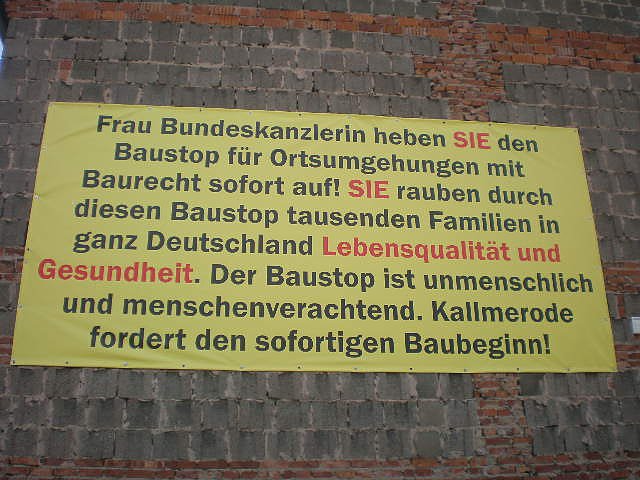 Frau Bundeskanzlerin heben SIE den
Baustop für Ortsumgehungen mit
Baurecht sofort auf! SIE rauben durch
diesen Baustop tausenden Familien in
ganz Deutschland Lebensqualität und
Gesundheit. Der Baustop ist unmenschlich
und menschenverachtend. Kallmerode
fordert den sofortigen Baubeginn!